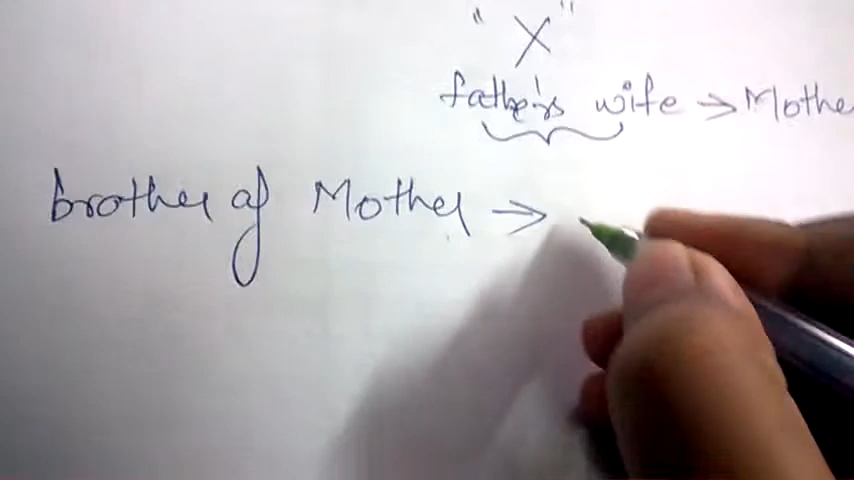 "X"
father's wife → Mothe
brother of Mother →